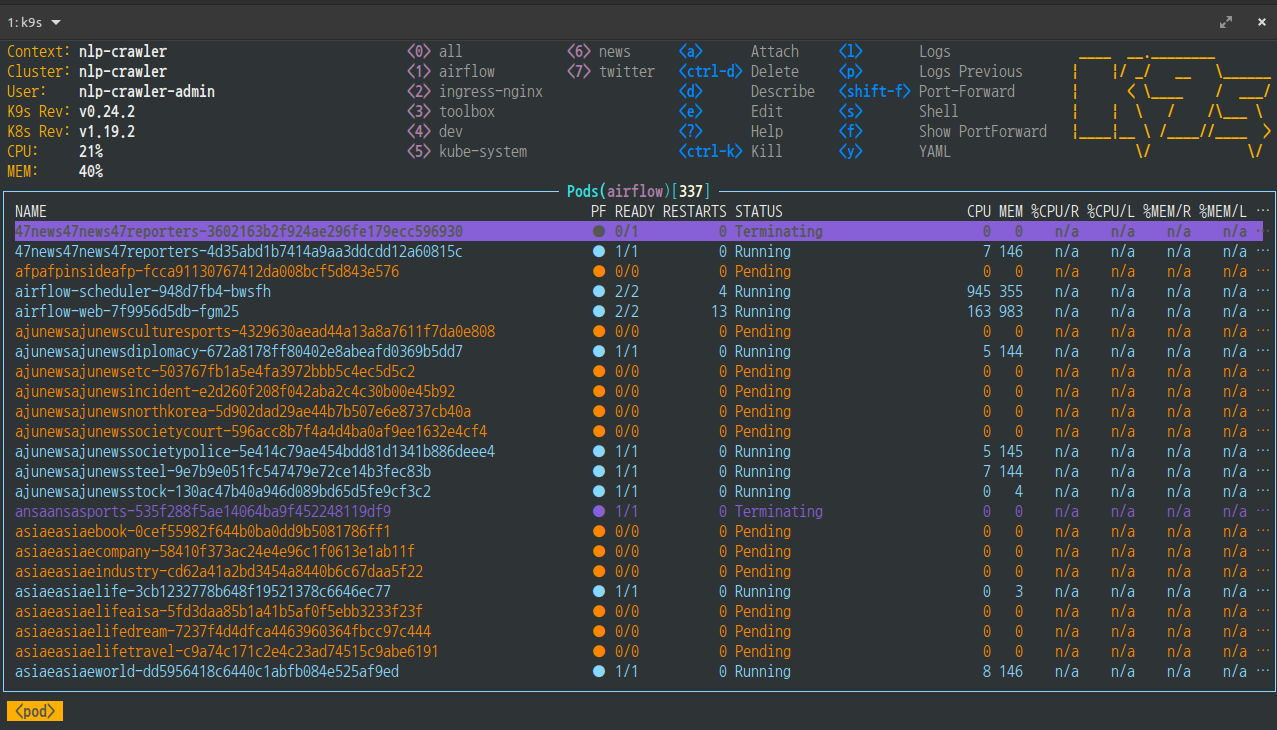 1: k9s
Context: nlp-crawler <0> all <6> news <a> Attach <l> Logs
Cluster: nlp-crawler <1> airflow <7> twitter <ctrl-d> Delete <p> Logs Previous
User: nlp-crawler-admin <2> ingress-nginx <d> Describe <shift-f> Port-Forward
K9s Rev: v0.24.2 <3> toolbox <e> Edit <s> Shell
K8s Rev: v1.19.2 <4> dev <?> Help <f> Show PortForward
CPU: 21% <5> kube-system <ctrl-k> Kill <y> YAML
MEM: 40%
Pods(airflow)[337]
NAME PF READY RESTARTS STATUS CPU MEM %CPU/R %CPU/L %MEM/R %MEM/L ...
47news47news47reporters-3602163b2f924ae296fe179ecc596930 ● 0/1 0 Terminating 0 0 n/a n/a n/a n/a ...
47news47news47reporters-4d35abd1b7414a9aa3ddcdd12a60815c ● 1/1 0 Running 7 146 n/a n/a n/a n/a ...
afpafpinsideafp-fcca91130767412da008bcf5d843e576 ● 0/0 0 Pending 0 0 n/a n/a n/a n/a ...
airflow-scheduler-948d7fb4-bwsfh ● 2/2 4 Running 945 355 n/a n/a n/a n/a ...
airflow-web-7f9956d5db-fgm25 ● 2/2 13 Running 163 983 n/a n/a n/a n/a ...
ajunewsajunewsculturesports-4329630aead44a13a8a7611f7da0e808 ● 0/0 0 Pending 0 0 n/a n/a n/a n/a ...
ajunewsajunewsdiplomacy-672a8178ff80402e8abeafd0369b5dd7 ● 1/1 0 Running 5 144 n/a n/a n/a n/a ...
ajunewsajunewsetc-503767fb1a5e4fa3972bbb5c4ec5d5c2 ● 0/0 0 Pending 0 0 n/a n/a n/a n/a ...
ajunewsajunewsincident-e2d260f208f042aba2c4c30b00e45b92 ● 0/0 0 Pending 0 0 n/a n/a n/a n/a ...
ajunewsajunewsnorthkorea-5d902dad29ae44b7b507e6e8737cb40a ● 0/0 0 Pending 0 0 n/a n/a n/a n/a ...
ajunewsajunewssocietycourt-596acc8b7f4a4d4ba0af9ee1632e4cf4 ● 0/0 0 Pending 0 0 n/a n/a n/a n/a ...
ajunewsajunewssocietypolice-5e414c79ae454bdd81d1341b886deee4 ● 1/1 0 Running 5 145 n/a n/a n/a n/a ...
ajunewsajunewssteel-9e7b9e051fc547479e72ce14b3fec83b ● 1/1 0 Running 7 144 n/a n/a n/a n/a ...
ajunewsajunewsstock-130ac47b40a946d089bd65d5fe9cf3c2 ● 1/1 0 Running 0 4 n/a n/a n/a n/a ...
ansaansasports-535f288f5ae14064ba9f452248119df9 ● 1/1 0 Terminating 0 0 n/a n/a n/a n/a ...
asiaeasiaebook-0cef55982f644b0ba0dd9b5081786ff1 ● 0/0 0 Pending 0 0 n/a n/a n/a n/a ...
asiaeasiaecompany-58410f373ac24e4e96c1f0613e1ab11f ● 0/0 0 Pending 0 0 n/a n/a n/a n/a ...
asiaeasiaeindustry-cd62a41a2bd3454a8440b6c67daa5f22 ● 0/0 0 Pending 0 0 n/a n/a n/a n/a ...
asiaeasiaelife-3cb1232778b648f19521378c6646ec77 ● 1/1 0 Running 0 3 n/a n/a n/a n/a ...
asiaeasiaelifeaisa-5fd3daa85b1a41b5af0f5ebb3233f23f ● 0/0 0 Pending 0 0 n/a n/a n/a n/a ...
asiaeasiaelifedream-7237f4d4dfca4463960364fbcc97c444 ● 0/0 0 Pending 0 0 n/a n/a n/a n/a ...
asiaeasiaelifetravel-c9a74c171c2e4c23ad74515c9abe6191 ● 0/0 0 Pending 0 0 n/a n/a n/a n/a ...
asiaeasiaeworld-dd5956418c6440c1abfb084e525af9ed ● 1/1 0 Running 8 146 n/a n/a n/a n/a ...
<pod>